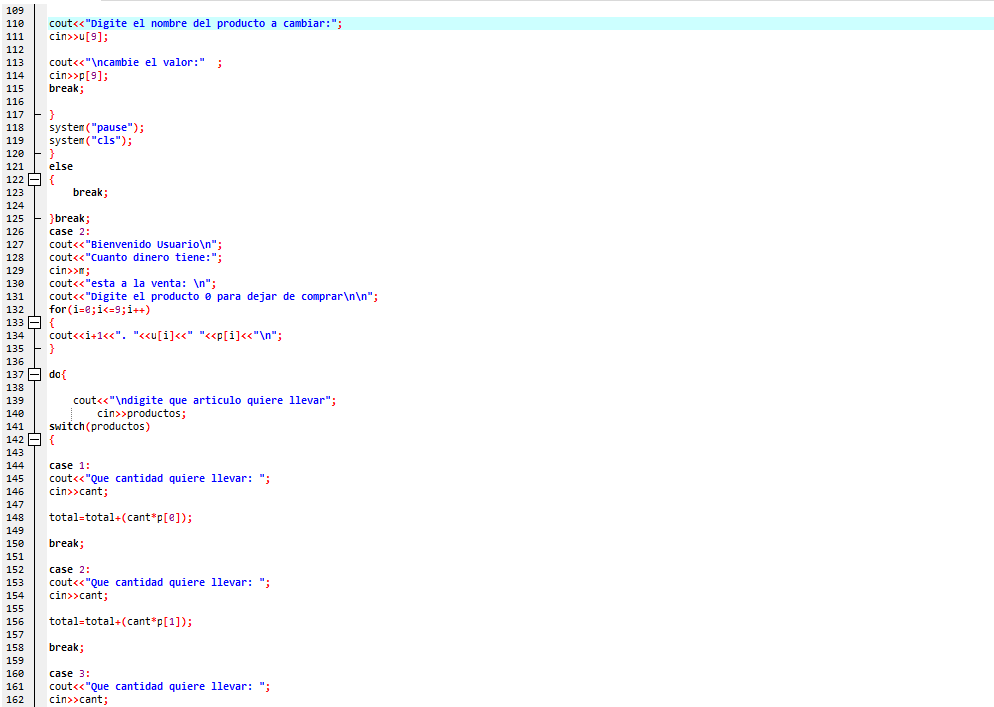 109
110 cout<<"Digite el nombre del producto a cambiar:";
111 cin>>u[9];
112
113 cout<<"\ncambie el valor:"  ;
114 cin>>p[9];
115 break;
116
117 }
118 system("pause");
119 system("cls");
120 }
121 else
122 {
123     break;
124
125 }break;
126 case 2:
127 cout<<"Bienvenido Usuario\n";
128 cout<<"Cuanto dinero tiene:";
129 cin>>m;
130 cout<<"esta a la venta: \n";
131 cout<<"Digite el producto 0 para dejar de comprar\n\n";
132 for(i=0;i<=9;i++)
133 {
134 cout<<i+1<<". "<<u[i]<<" "<<p[i]<<"\n";
135 }
136
137 do{
138
139     cout<<"\ndigite que articulo quiere llevar";
140         cin>>productos;
141 switch(productos)
142 {
143
144 case 1:
145 cout<<"Que cantidad quiere llevar: ";
146 cin>>cant;
147
148 total=total+(cant*p[0]);
149
150 break;
151
152 case 2:
153 cout<<"Que cantidad quiere llevar: ";
154 cin>>cant;
155
156 total=total+(cant*p[1]);
157
158 break;
159
160 case 3:
161 cout<<"Que cantidad quiere llevar: ";
162 cin>>cant;